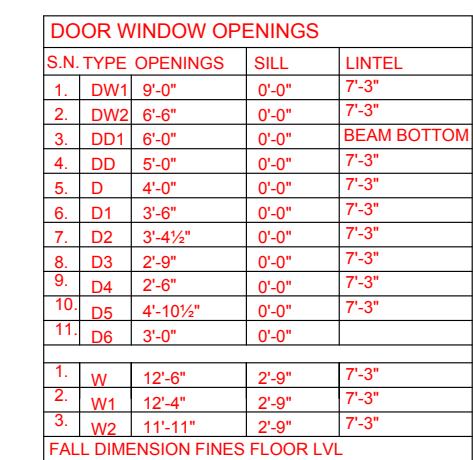 DOOR WINDOW OPENINGS
S.N. TYPE OPENINGS SILL LINTEL
1. DW1 9'-0" 0'-0" 7'-3"
2. DW2 6'-6" 0'-0" 7'-3"
3. DD1 6'-0" 0'-0" BEAM BOTTOM
4. DD 5'-0" 0'-0" 7'-3"
5. D 4'-0" 0'-0" 7'-3"
6. D1 3'-6" 0'-0" 7'-3"
7. D2 3'-4½" 0'-0" 7'-3"
8. D3 2'-9" 0'-0" 7'-3"
9. D4 2'-6" 0'-0" 7'-3"
10. D5 4'-10½" 0'-0" 7'-3"
11. D6 3'-0" 0'-0"
1. W 12'-6" 2'-9" 7'-3"
2. W1 12'-4" 2'-9" 7'-3"
3. W2 11'-11" 2'-9" 7'-3"
FALL DIMENSION FINES FLOOR LVL